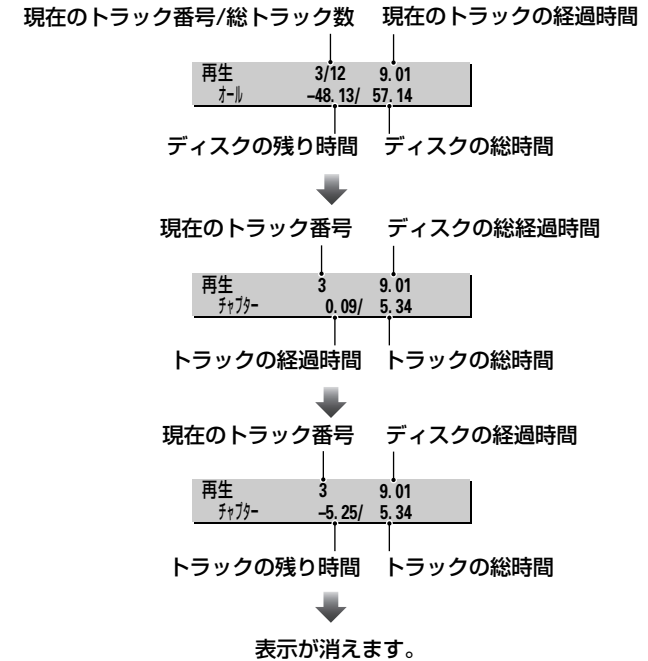 現在のトラック番号/総トラック数 現在のトラックの経過時間
再生 3/12 9.01
オール –48.13/ 57.14
ディスクの残り時間 ディスクの総時間
現在のトラック番号 ディスクの総経過時間
再生 3 9.01
チャプター 0.09/ 5.34
トラックの経過時間 トラックの総時間
現在のトラック番号 ディスクの経過時間
再生 3 9.01
チャプター –5.25/ 5.34
トラックの残り時間 トラックの総時間
表示が消えます。